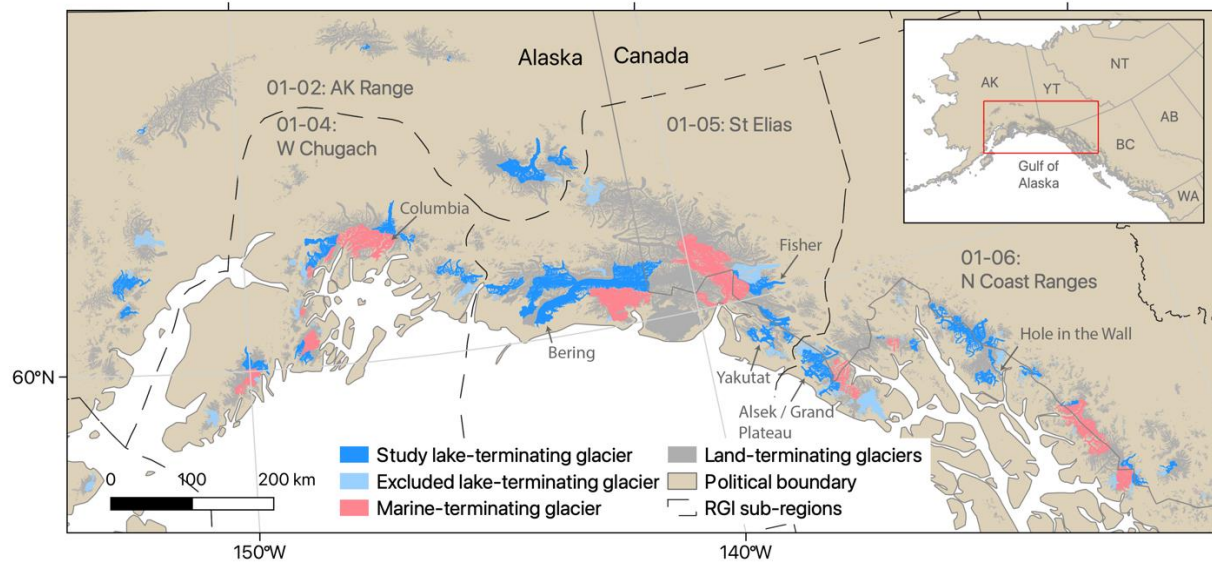 Alaska
Canada
01-02: AK Range
01-04:
W Chugach
01-05: St Elias
Columbia
Fisher
01-06:
N Coast Ranges
Hole in the Wall
Bering
Yakutat
Alsek / Grand
Plateau
60°N
150°W
140°W
AK
YT
NT
BC
AB
WA
Gulf of
Alaska
Study lake-terminating glacier
Excluded lake-terminating glacier
Marine-terminating glacier
Land-terminating glaciers
Political boundary
RGI sub-regions
0 100 200 km